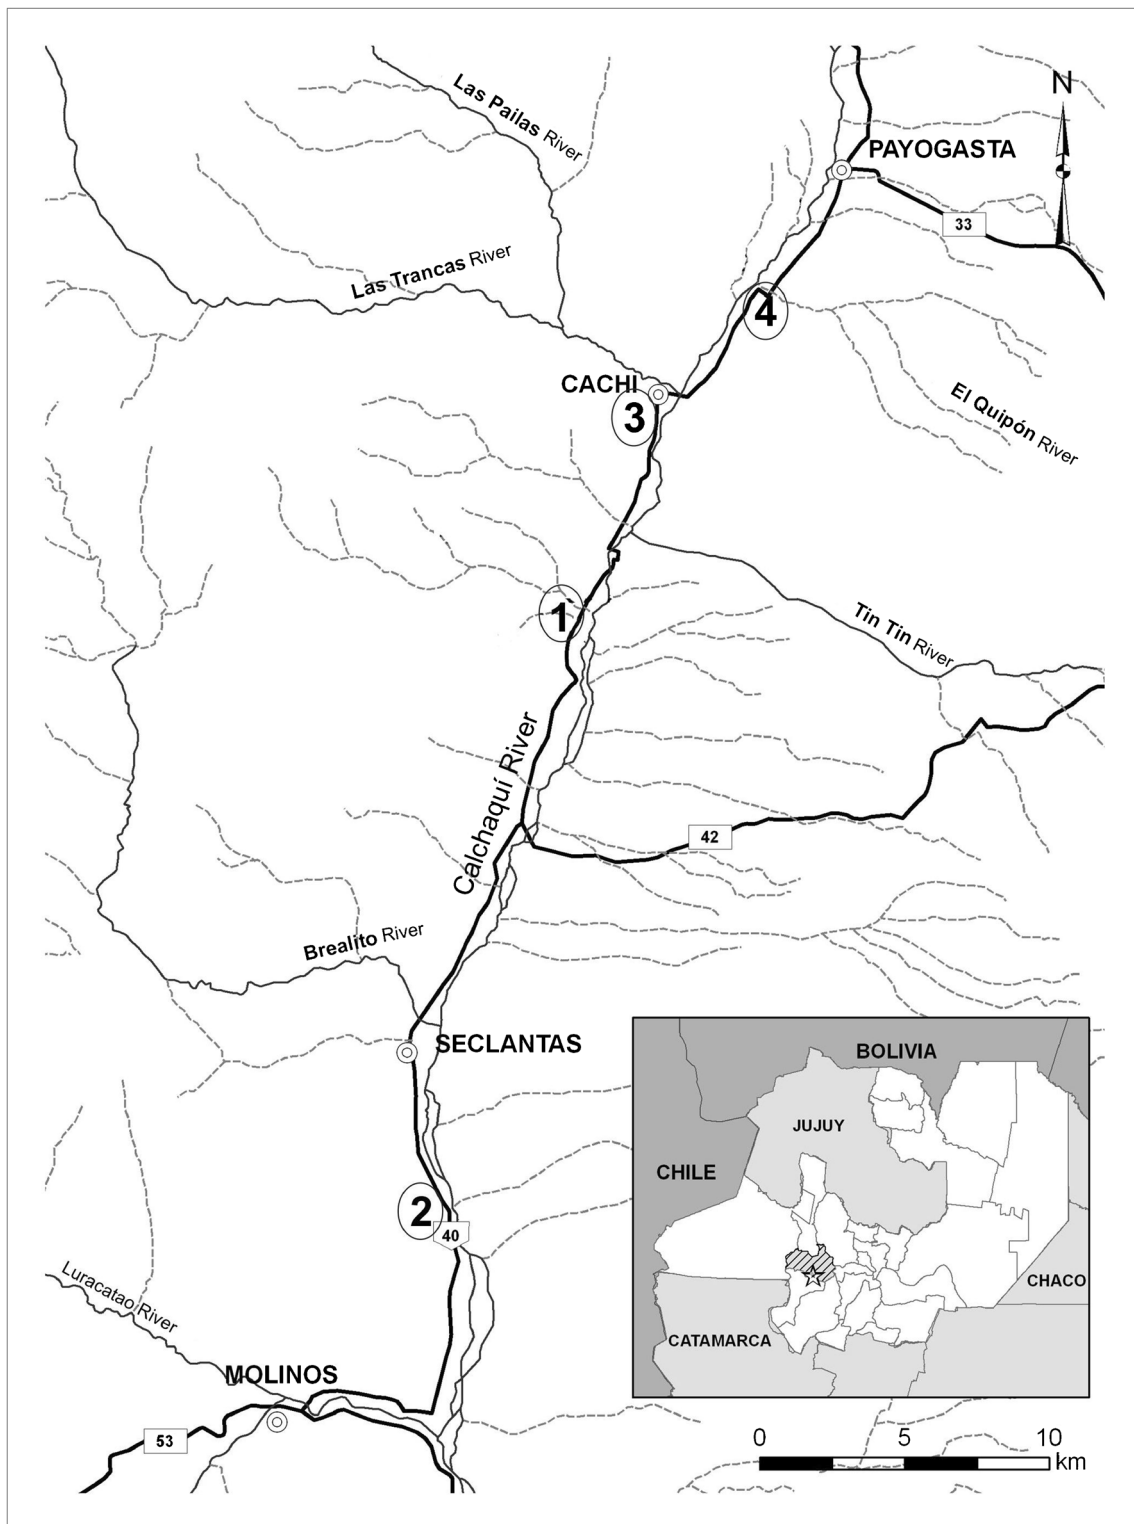 N
Las Pailas River
PAYOGASTA
33
Las Trancas River
4
CACHI
3
El Quipón River
1
Tin Tin River
Calchaquí River
42
Brealito River
SECLANTAS
2
40
Luracatao River
MOLINOS
53
BOLIVIA
JUJUY
CHILE
CHACO
CATAMARCA
0 5 10
km